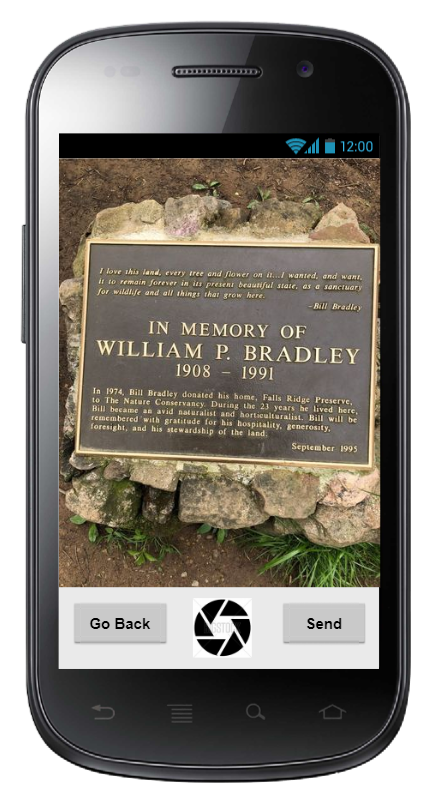 12:00
I love this land, every tree and flower on it...I wanted, and want,
it to remain forever in its present beautiful state, as a sanctuary
for wildlife and all things that grow here.
–Bill Bradley
IN MEMORY OF
WILLIAM P. BRADLEY
1908 – 1991
In 1974, Bill Bradley donated his home, Falls Ridge Preserve,
to The Nature Conservancy. During the 23 years he lived here,
Bill became an avid naturalist and horticulturalist. Bill will be
remembered with gratitude for his hospitality, generosity,
foresight, and his stewardship of the land.
September 1995
Go Back
Send